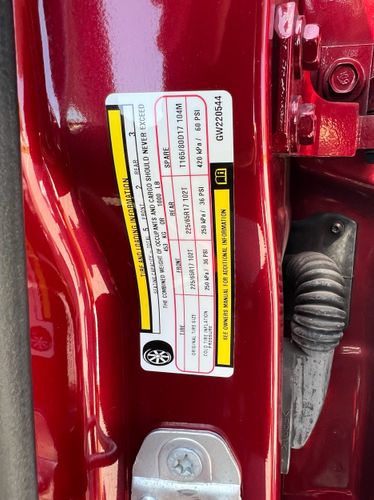 TIRE AND LOADING INFORMATION
SEATING CAPACITY TOTAL 5 FRONT 2 REAR 3
THE COMBINED WEIGHT OF OCCUPANTS AND CARGO SHOULD NEVER EXCEED
453 KG OR 1000 LB
TIRE FRONT REAR SPARE
ORIGINAL TIRE SIZE 225/65R17 102T 225/65R17 102T T165/80D17 104M
COLD TIRE INFLATION PRESSURE 250 kPa / 36 PSI 250 kPa / 36 PSI 420 kPa / 60 PSI
SEE OWNERS MANUAL FOR ADDITIONAL INFORMATION
GW220544